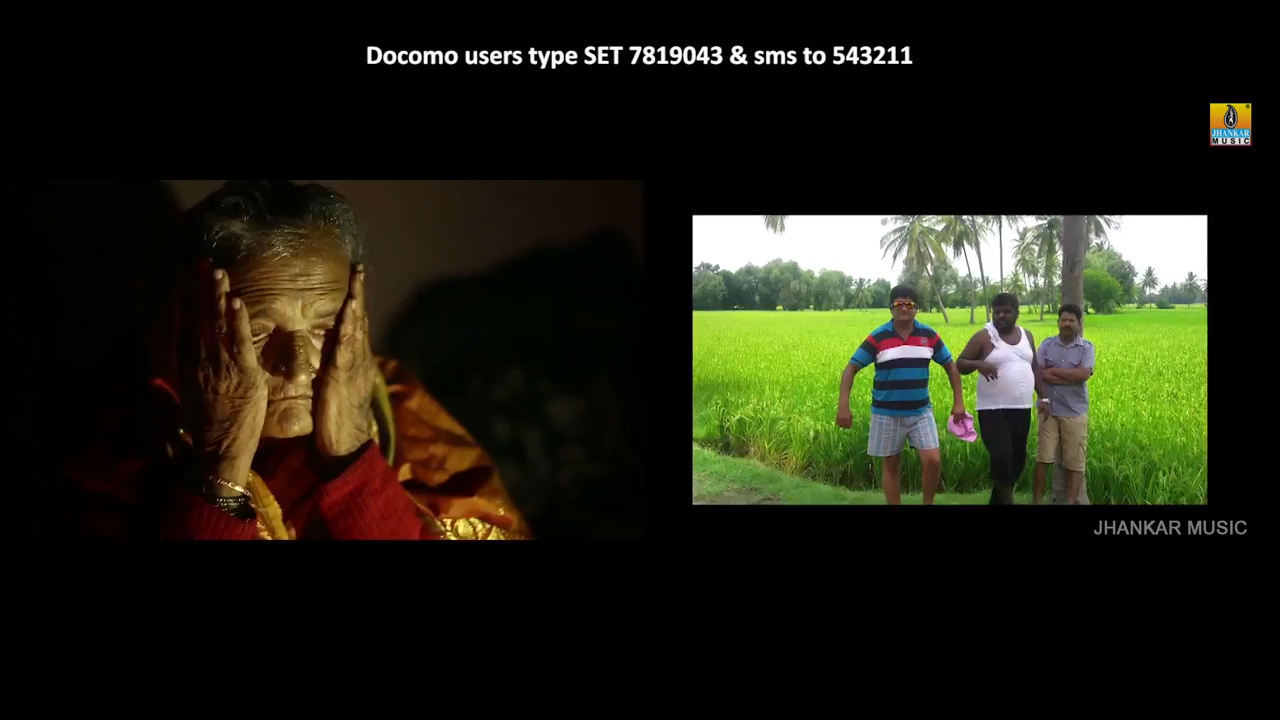 Docomo users type SET 7819043 & sms to 543211
JHANKAR
MUSIC
JHANKAR MUSIC